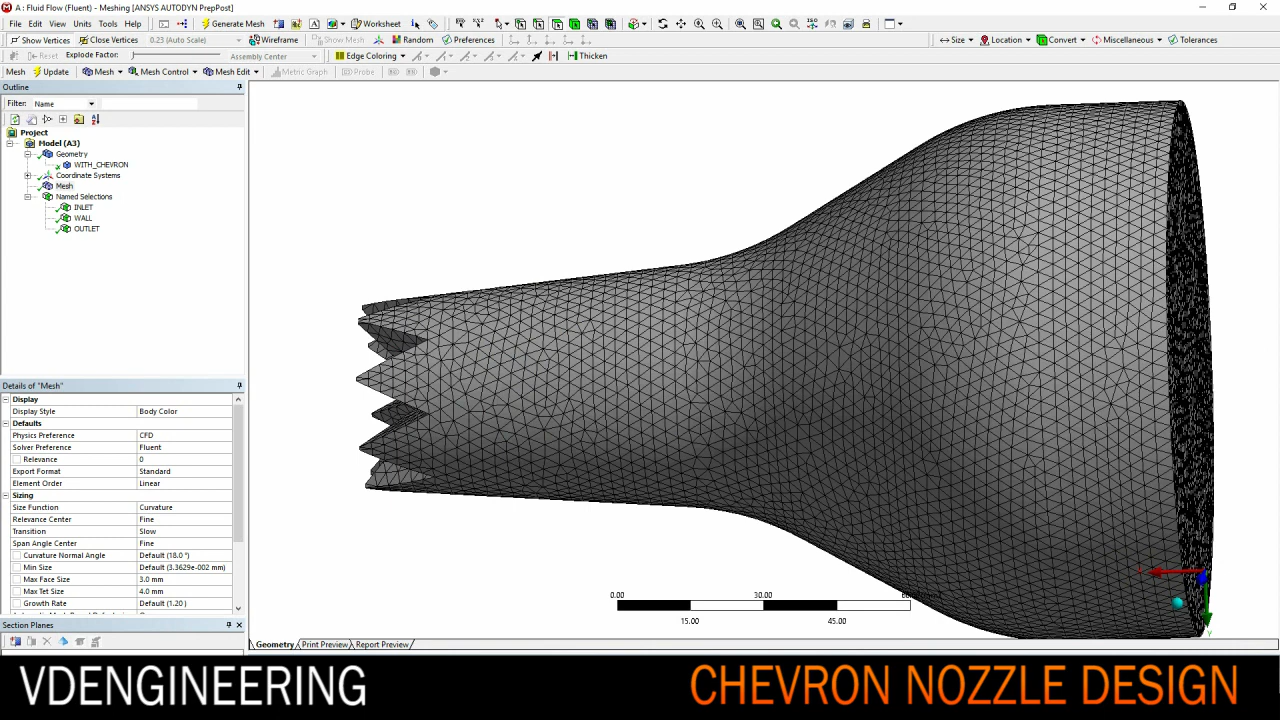 A : Fluid Flow (Fluent) - Meshing [ANSYS AUTODYN PrepPost]
File Edit View Units Tools Help Generate Mesh Worksheet
Show Vertices Close Vertices 0.23 (Auto Scale) Wireframe Show Mesh Random Preferences Size Location Convert Miscellaneous Tolerances
Reset Explode Factor: Assembly Center Edge Coloring Thicken
Mesh Update Mesh Mesh Control Mesh Edit Metric Graph Probe
Outline
Filter: Name
Project
Model (A3)
Geometry
WITH_CHEVRON
Coordinate Systems
Mesh
Named Selections
INLET
WALL
OUTLET
Details of "Mesh"
Display
Display Style Body Color
Defaults
Physics Preference CFD
Solver Preference Fluent
Relevance 0
Export Format Standard
Element Order Linear
Sizing
Size Function Curvature
Relevance Center Fine
Transition Slow
Span Angle Center Fine
Curvature Normal Angle Default (18.0 °)
Min Size Default (3.3629e-002 mm)
Max Face Size 3.0 mm
Max Tet Size 4.0 mm
Growth Rate Default (1.20 )
Section Planes
0.00 30.00
15.00 45.00
Y
Geometry Print Preview Report Preview
VDENGINEERING CHEVRON NOZZLE DESIGN